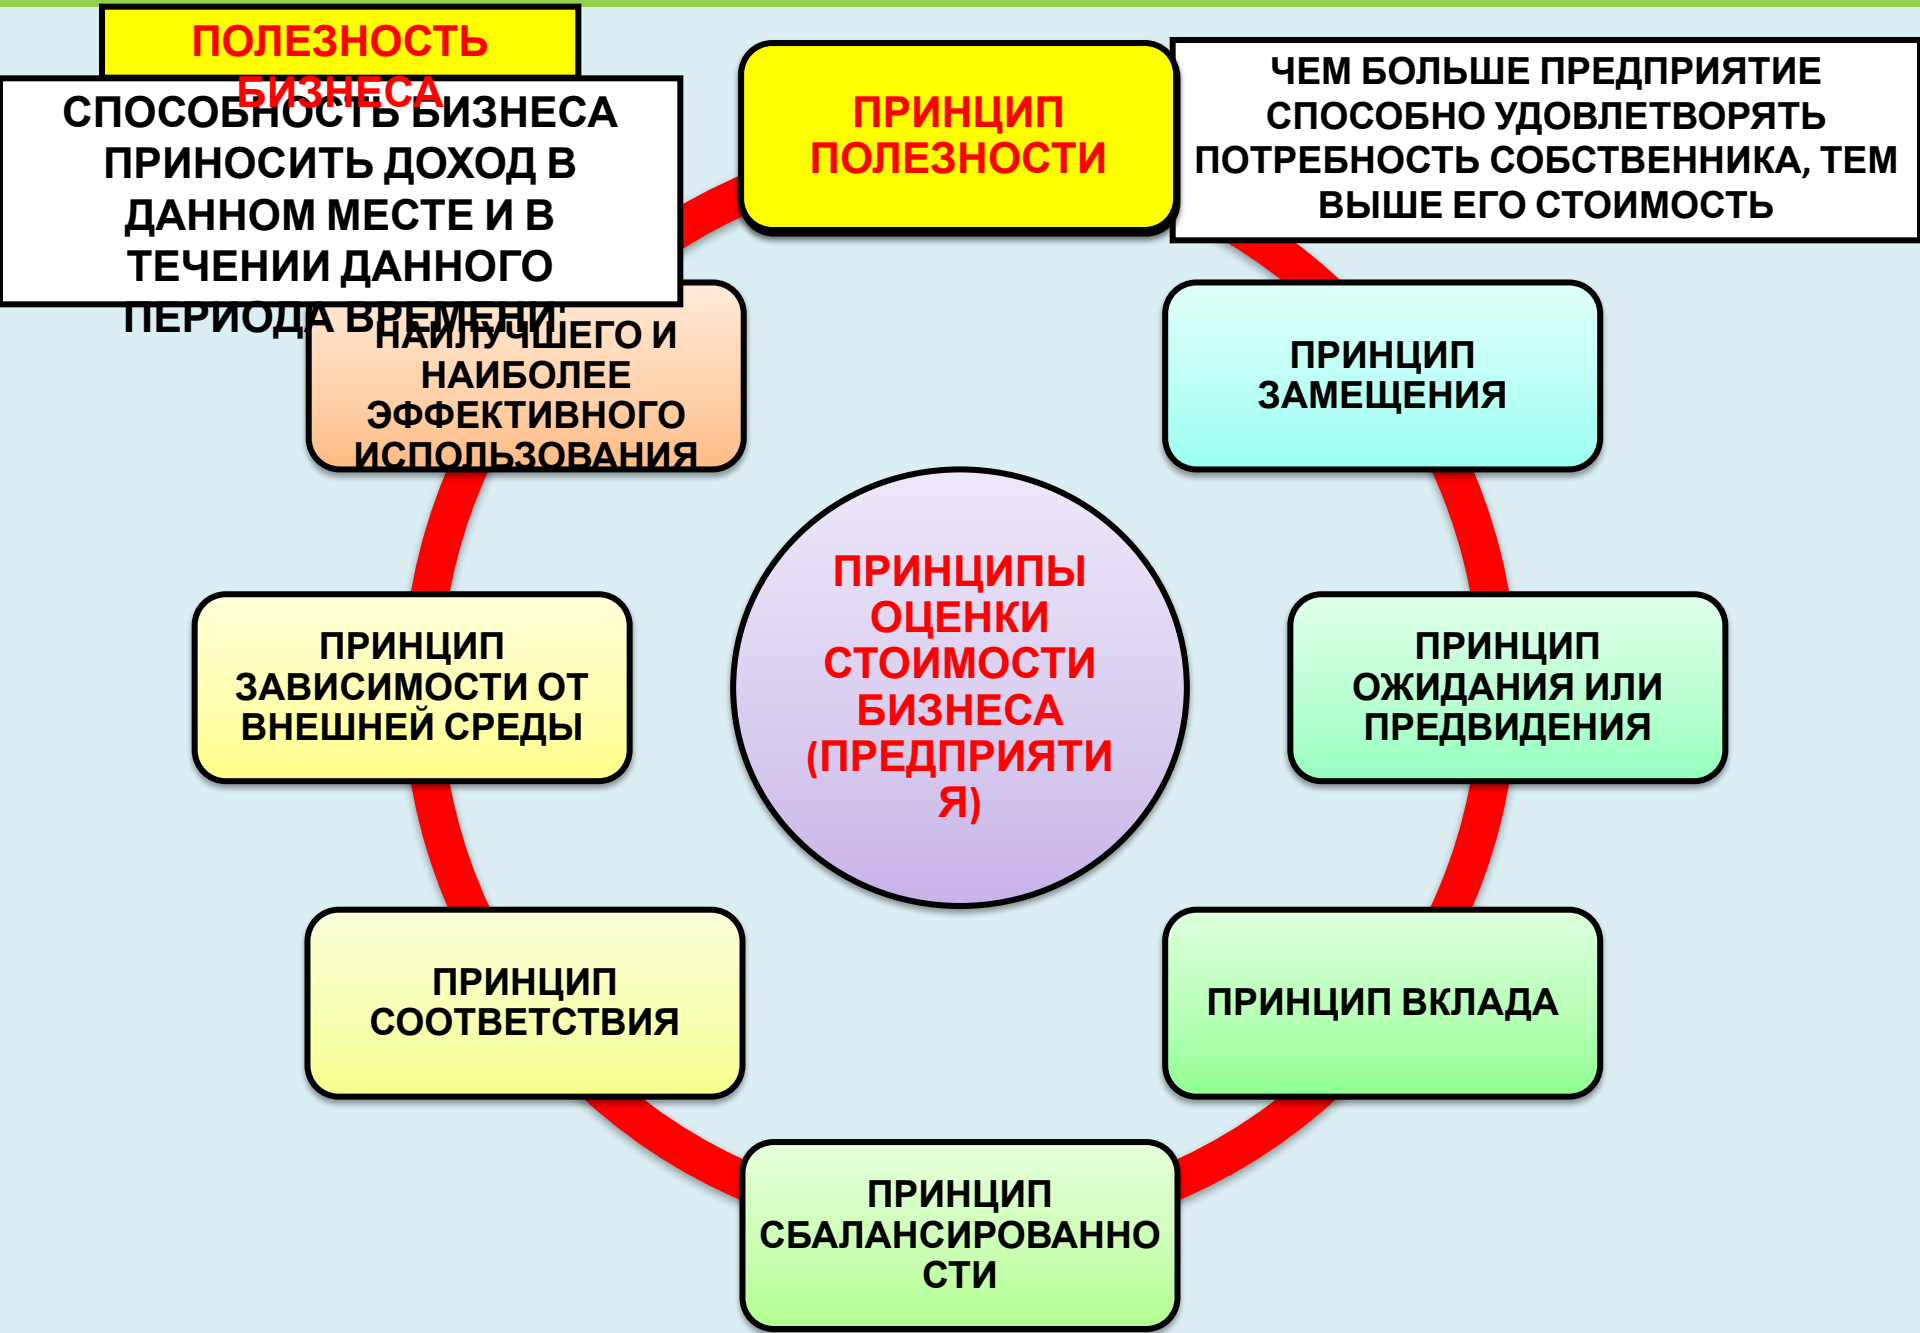 ПОЛЕЗНОСТЬ
БИЗНЕСА
СПОСОБНОСТЬ БИЗНЕСА
ПРИНОСИТЬ ДОХОД В
ДАННОМ МЕСТЕ И В
ТЕЧЕНИИ ДАННОГО
ПЕРИОДА ВРЕМЕНИ.
ПРИНЦИП
ПОЛЕЗНОСТИ
ЧЕМ БОЛЬШЕ ПРЕДПРИЯТИЕ
СПОСОБНО УДОВЛЕТВОРЯТЬ
ПОТРЕБНОСТЬ СОБСТВЕННИКА, ТЕМ
ВЫШЕ ЕГО СТОИМОСТЬ
НАИЛУЧШЕГО И
НАИБОЛЕЕ
ЭФФЕКТИВНОГО
ИСПОЛЬЗОВАНИЯ
ПРИНЦИП
ЗАМЕЩЕНИЯ
ПРИНЦИПЫ
ОЦЕНКИ
СТОИМОСТИ
БИЗНЕСА
(ПРЕДПРИЯТИ
Я)
ПРИНЦИП
ЗАВИСИМОСТИ ОТ
ВНЕШНЕЙ СРЕДЫ
ПРИНЦИП
ОЖИДАНИЯ ИЛИ
ПРЕДВИДЕНИЯ
ПРИНЦИП
СООТВЕТСТВИЯ
ПРИНЦИП ВКЛАДА
ПРИНЦИП
СБАЛАНСИРОВАННО
СТИ